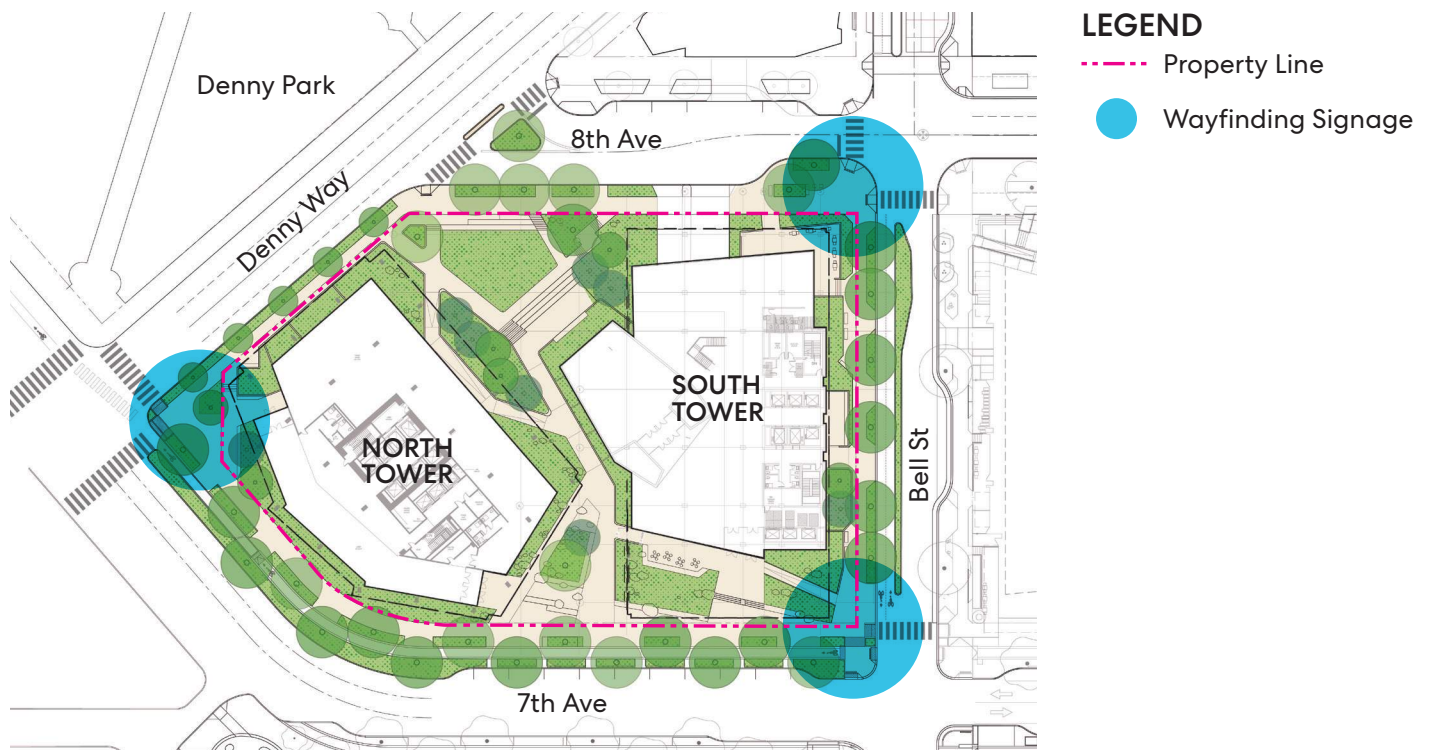 LEGEND
Property Line
Wayfinding Signage
Denny Park
8th Ave
Denny Way
SOUTH
TOWER
NORTH
TOWER
Bell St
7th Ave